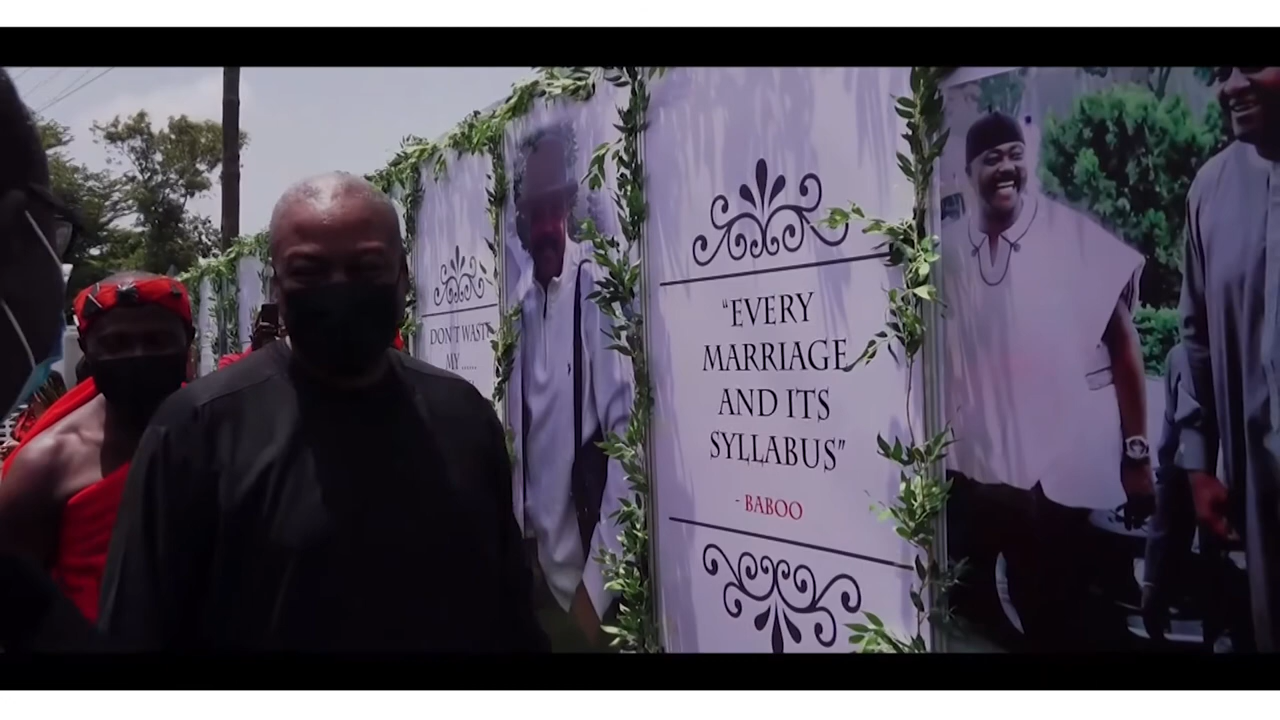 DON'T WASTE
MY ......
"EVERY
MARRIAGE
AND ITS
SYLLABUS"
- BABOO